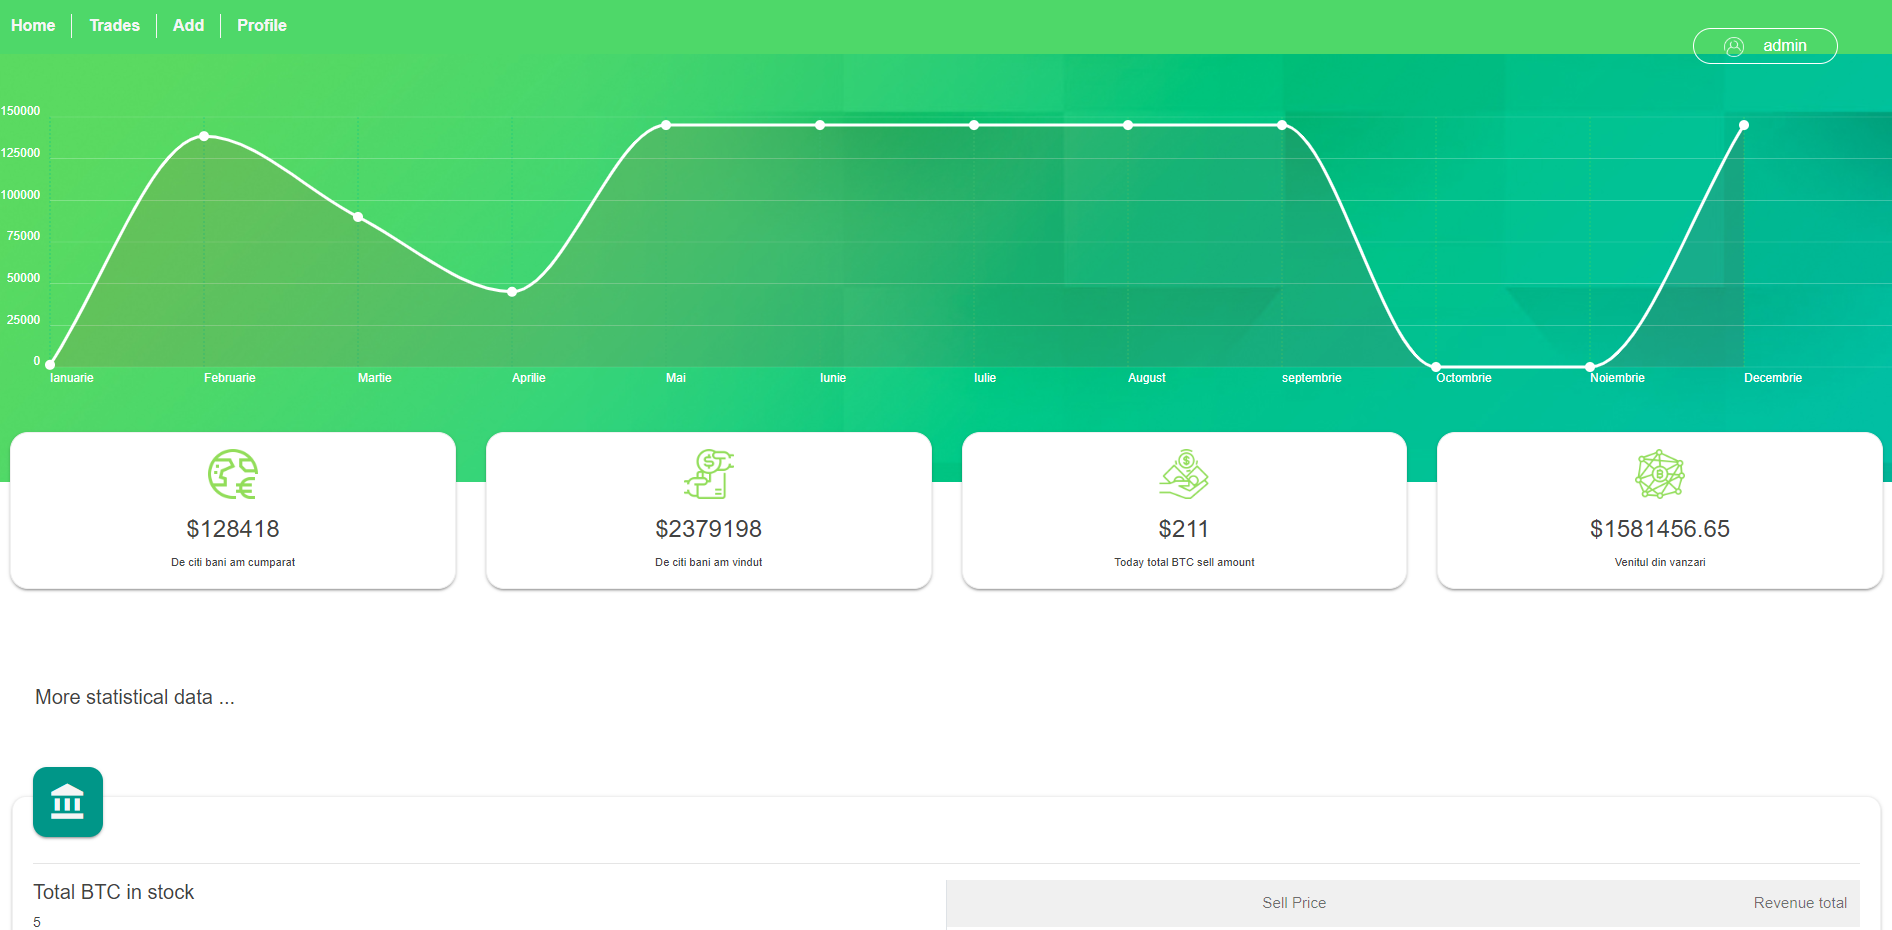 Home Trades Add Profile
admin
150000
125000
100000
75000
50000
25000
0
Ianuarie Februarie Martie Aprilie Mai Iunie Iulie August septembrie Octombrie Noiembrie Decembrie
$128418
De citi bani am cumparat
$2379198
De citi bani am vindut
$211
Today total BTC sell amount
$1581456.65
Venitul din vanzari
More statistical data ...
Total BTC in stock
5
Sell Price Revenue total